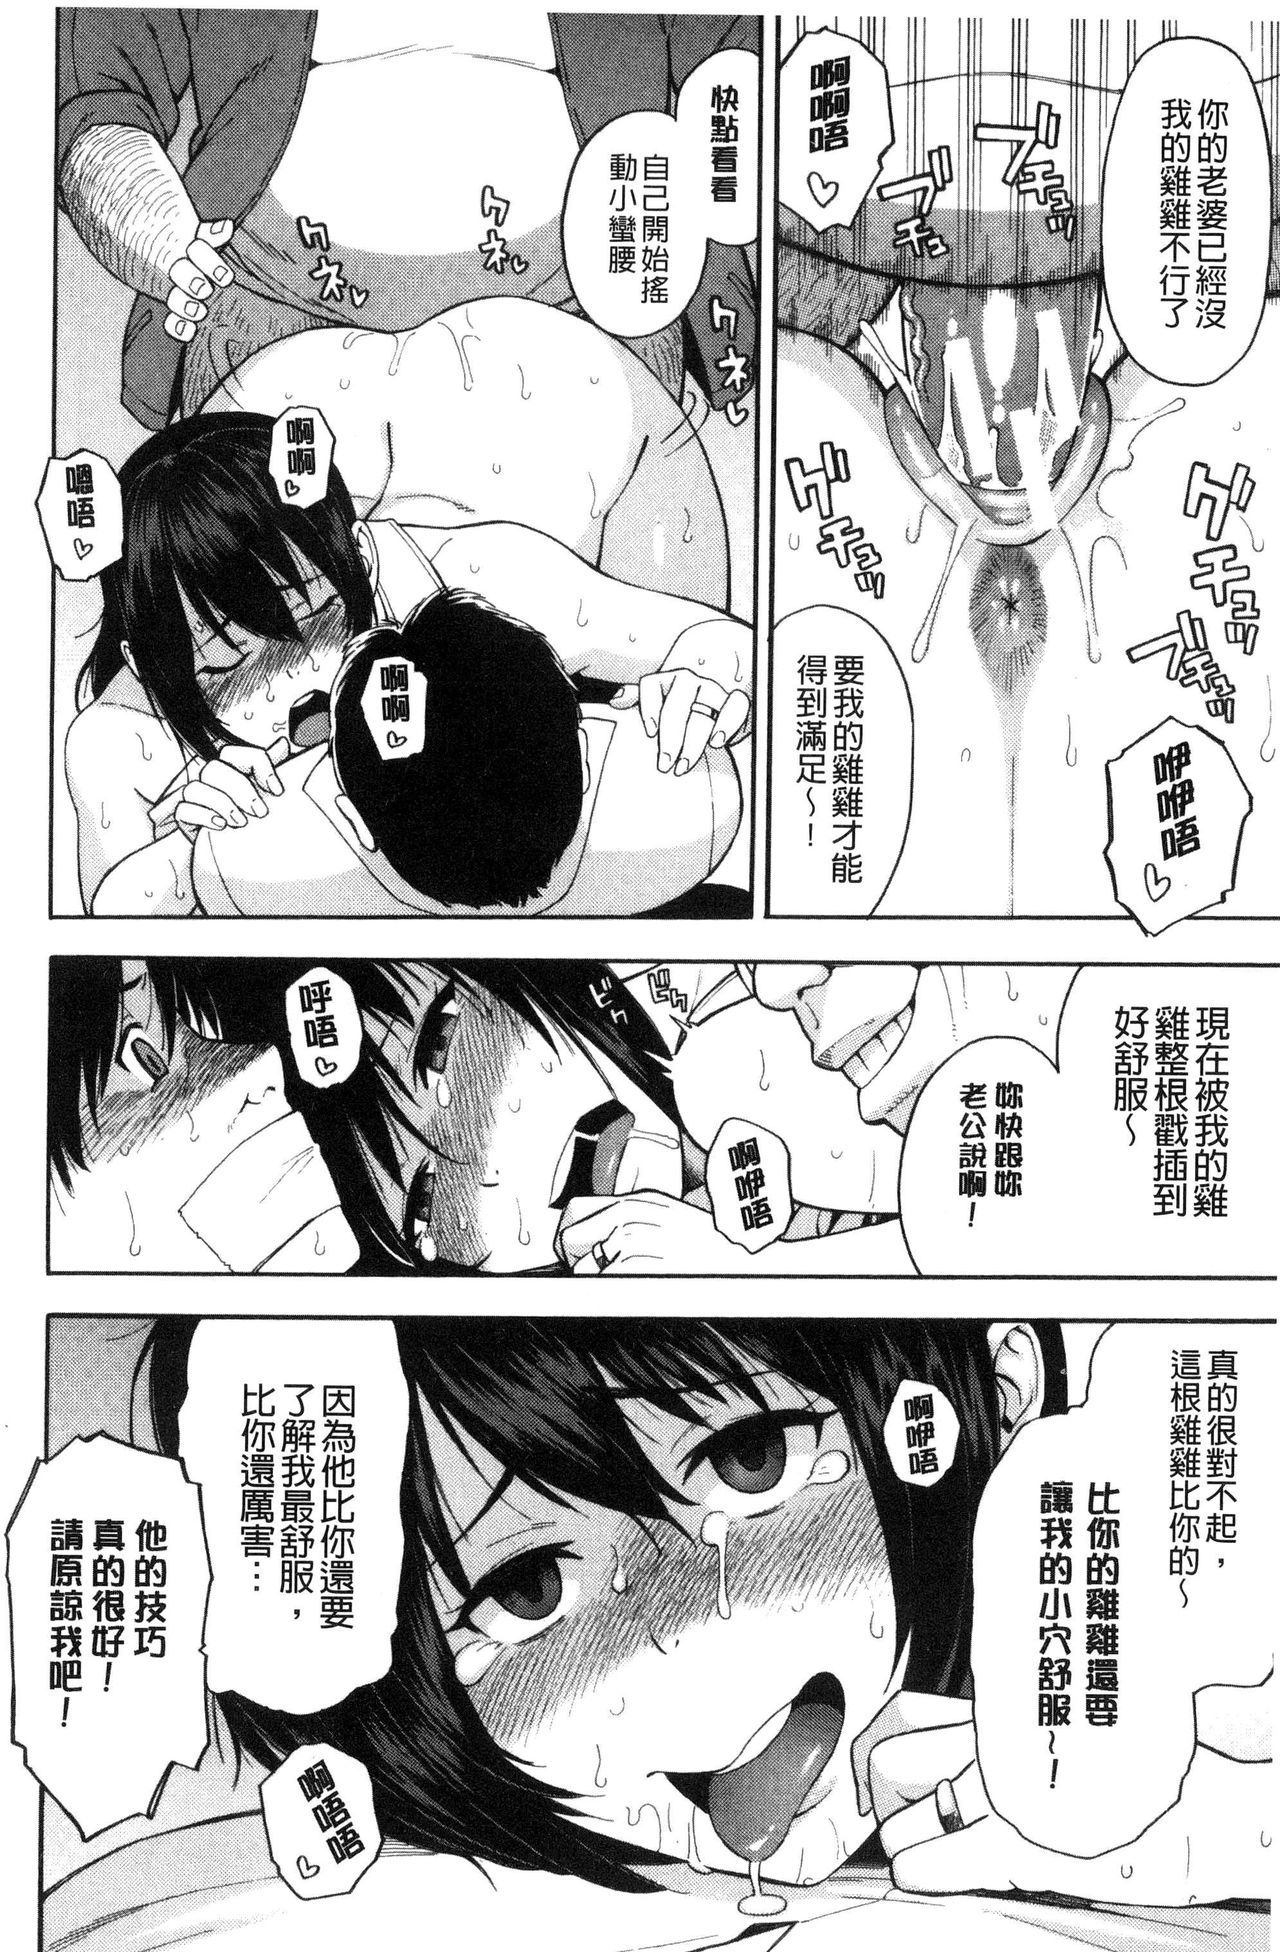 你的老婆已經沒
我的雞雞不行了
啊啊唔
ブチュ
ブチュ
グチュッ
グチュッ
ブチュッ
要我的雞雞才能
得到滿足～！
咿咿唔
快點看看
自己開始搖
動小蠻腰
クネ
クネ
クネ
クネ
啊啊
嗯唔
啊啊
現在被我的雞
雞整根戳插到
好舒服～
妳快跟妳
老公說啊！
啊咿唔
呼唔
真的很對不起，
這根雞雞比你的～
比你的雞雞還要
讓我的小穴舒服～！
啊咿唔
因為他比你還要
了解我最舒服，
比你還厲害…
他的技巧
真的很好！
請原諒我吧！
啊唔唔